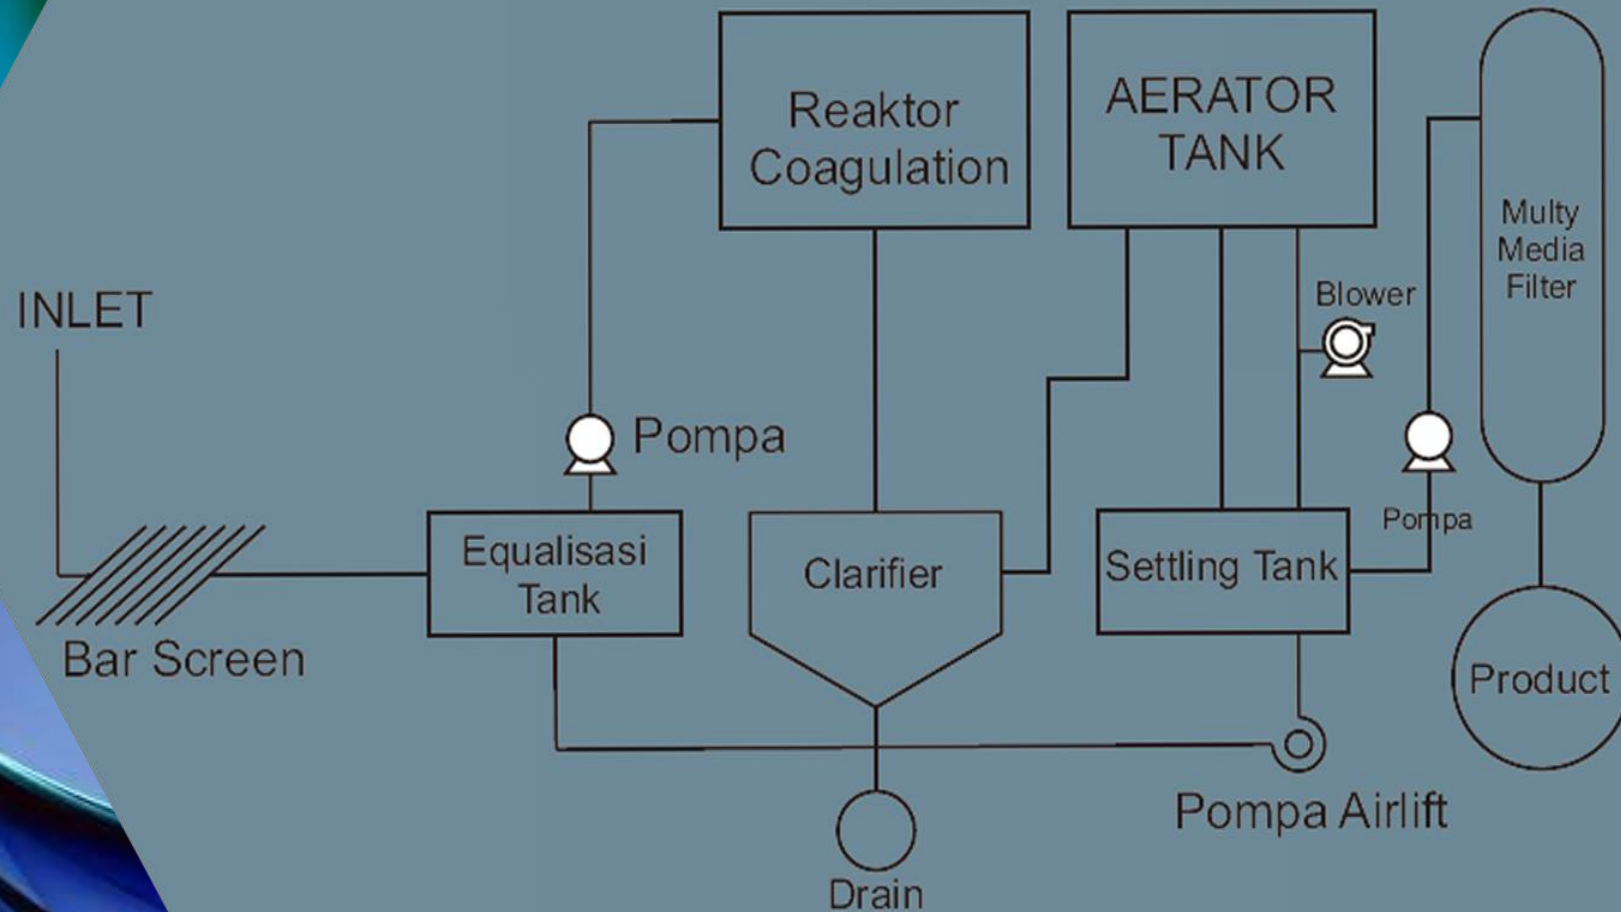 Reaktor
Coagulation
AERATOR
TANK
Multy
Media
Filter
INLET
Blower
Pompa
Pompa
Equalisasi
Tank
Clarifier
Settling Tank
Bar Screen
Product
Pompa Airlift
Drain